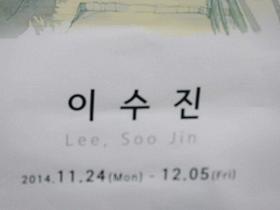 이 수 진
Lee, Soo Jin
2014.11.24(Mon) - 12.05(Fri)